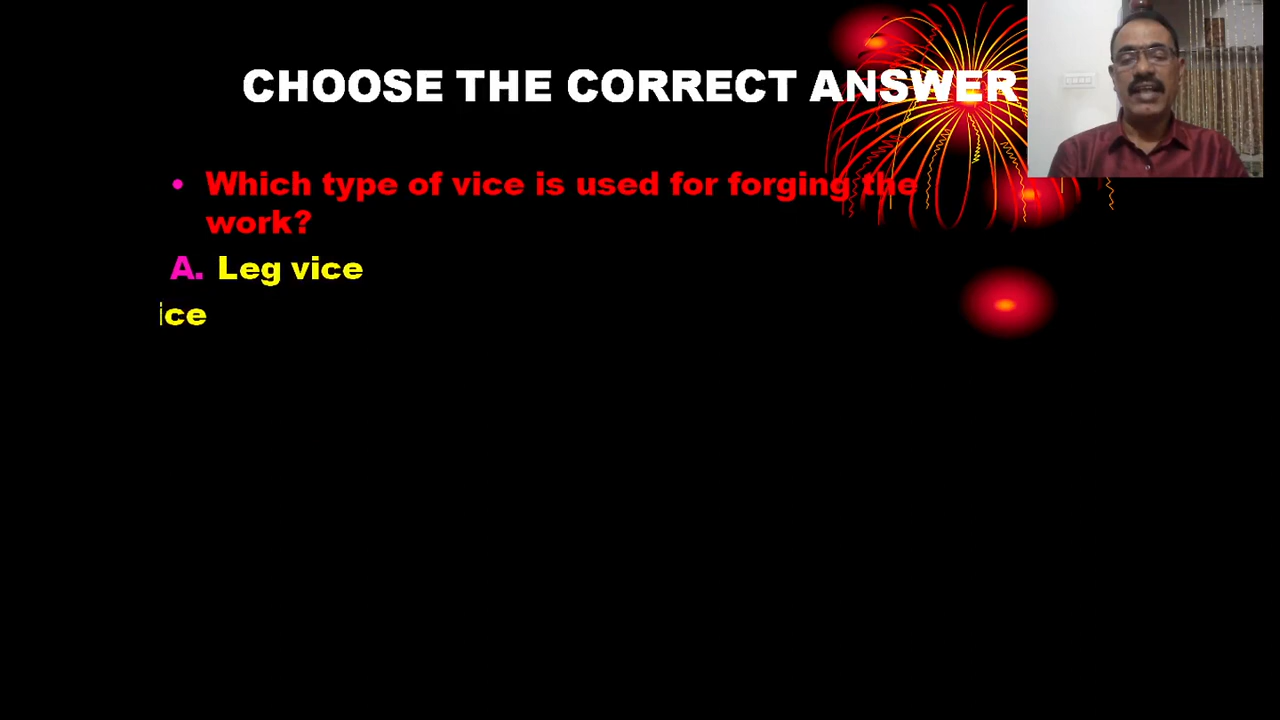 CHOOSE THE CORRECT ANSWER
• Which type of vice is used for forging the
work?
A. Leg vice
ice